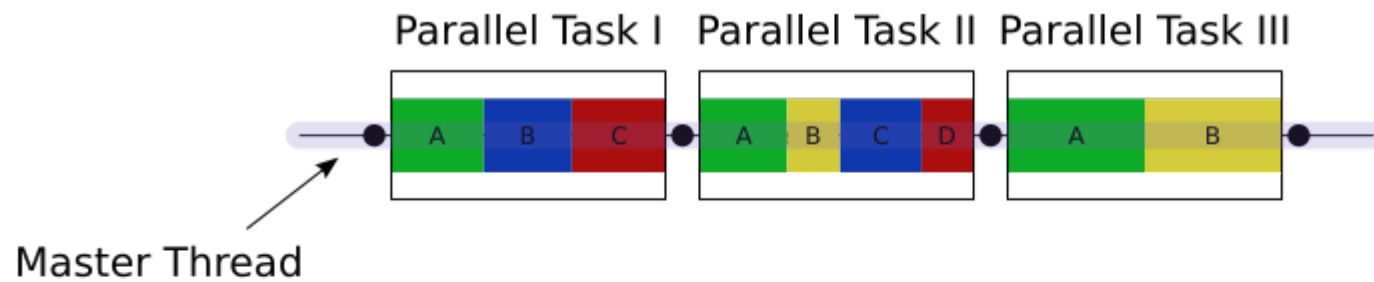 Parallel Task I Parallel Task II Parallel Task III
A B C A B C D A B
Master Thread